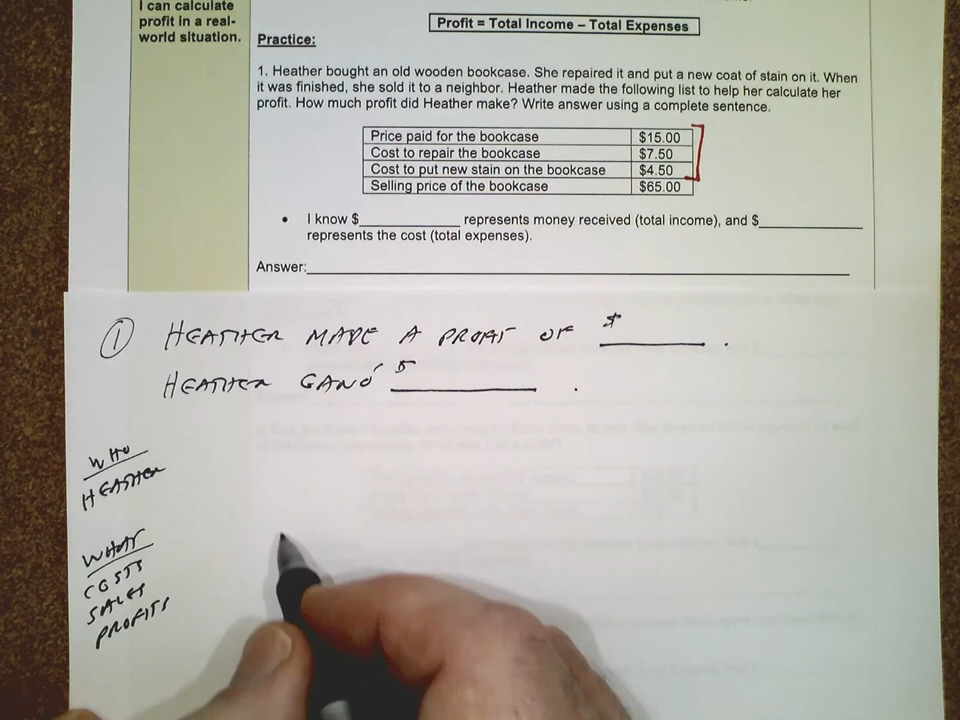 I can calculate
profit in a real-
world situation.
Profit = Total Income – Total Expenses
Practice:
1. Heather bought an old wooden bookcase. She repaired it and put a new coat of stain on it. When
it was finished, she sold it to a neighbor. Heather made the following list to help her calculate her
profit. How much profit did Heather make? Write answer using a complete sentence.
Price paid for the bookcase $15.00
Cost to repair the bookcase $7.50
Cost to put new stain on the bookcase $4.50
Selling price of the bookcase $65.00
• I know $__________ represents money received (total income), and $__________
represents the cost (total expenses).
Answer:__________
① HEATHER MADE A PROFIT OF $ ______ .
HEATHER GANÓ $ ______ .
WHO
HEATHER
WHAT
COSTS
SALES
PROFITS